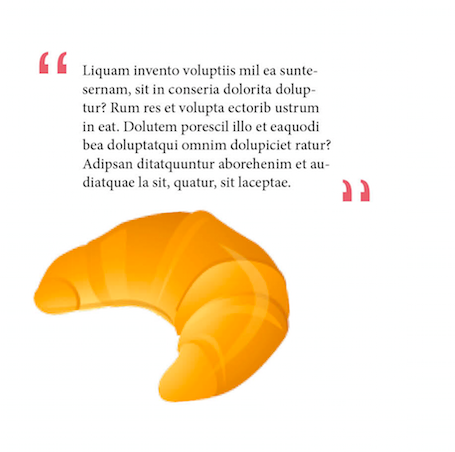 “
Liquam invento voluptiis mil ea sunte-
sernam, sit in conseria dolorita dolup-
tur? Rum res et volupta ectorib ustrum
in eat. Dolutem porescil illo et eaquodi
bea doluptatqui omnim dolupiciet ratur?
Adipsan ditatquuntur aborehenim et au-
diatquae la sit, quatur, sit laceptae.
”